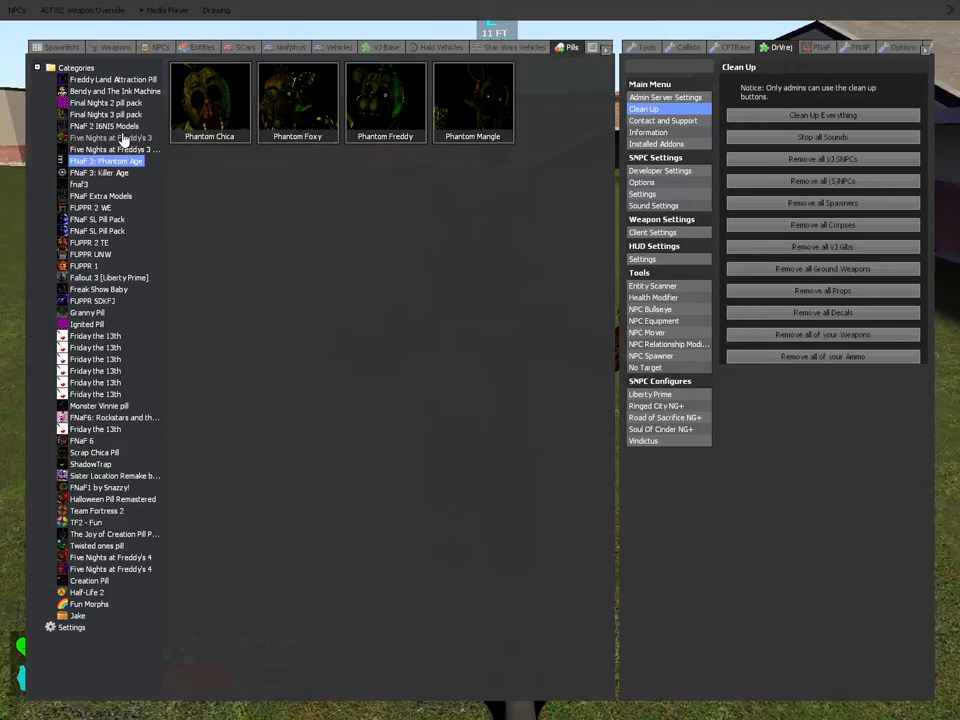 NPCs ASTW2 Weapon Override • Media Player Drawing
11 FT
Spawnlists Weapons NPCs Entities SCars simfphys Vehicles VJ Base Halo Vehicles Star Wars Vehicles Pills
Tools Callisto CPTBase DrVrej FNaF FNAF Options
Categories
Freddy Land Attraction Pill
Bendy and The Ink Machine
Final Nights 2 pill pack
Final Nights 3 pill pack
FNaF 2 IGNIS Models
Five Nights at Freddy's 3
Five Nights at Freddys 3 ...
FNaF 3: Phantom Age
FNaF 3: Killer Age
fnaf3
FNaF Extra Models
FUPPR 2 WE
FNaF SL Pill Pack
FNaF SL Pill Pack
FUPPR 2 TE
FUPPR UNW
FUPPR 1
Fallout 3 [Liberty Prime]
Freak Show Baby
FUPPR SDKFJ
Granny Pill
Ignited Pill
Friday the 13th
Friday the 13th
Friday the 13th
Friday the 13th
Friday the 13th
Friday the 13th
Monster Vinnie pill
FNaF6: Rockstars and th...
Friday the 13th
FNaF 6
Scrap Chica Pill
ShadowTrap
Sister Location Remake b...
FNaF1 by Snazzy!
Halloween Pill Remastered
Team Fortress 2
TF2 - Fun
The Joy of Creation Pill P...
Twisted ones pill
Five Nights at Freddy's 4
Five Nights at Freddy's 4
Creation Pill
Half-Life 2
Fun Morphs
Jake
Settings
Phantom Chica Phantom Foxy Phantom Freddy Phantom Mangle
Main Menu
Admin Server Settings
Clean Up
Contact and Support
Information
Installed Addons
SNPC Settings
Developer Settings
Options
Settings
Sound Settings
Weapon Settings
Client Settings
HUD Settings
Settings
Tools
Entity Scanner
Health Modifier
NPC Bullseye
NPC Equipment
NPC Mover
NPC Relationship Modi...
NPC Spawner
No Target
SNPC Configures
Liberty Prime
Ringed City NG+
Road of Sacrifice NG+
Soul Of Cinder NG+
Vindictus
Clean Up
Notice: Only admins can use the clean up
buttons.
Clean Up Everything
Stop all Sounds
Remove all VJ SNPCs
Remove all (S)NPCs
Remove all Spawners
Remove all Corpses
Remove all VJ Gibs
Remove all Ground Weapons
Remove all Props
Remove all Decals
Remove all of your Weapons
Remove all of your Ammo